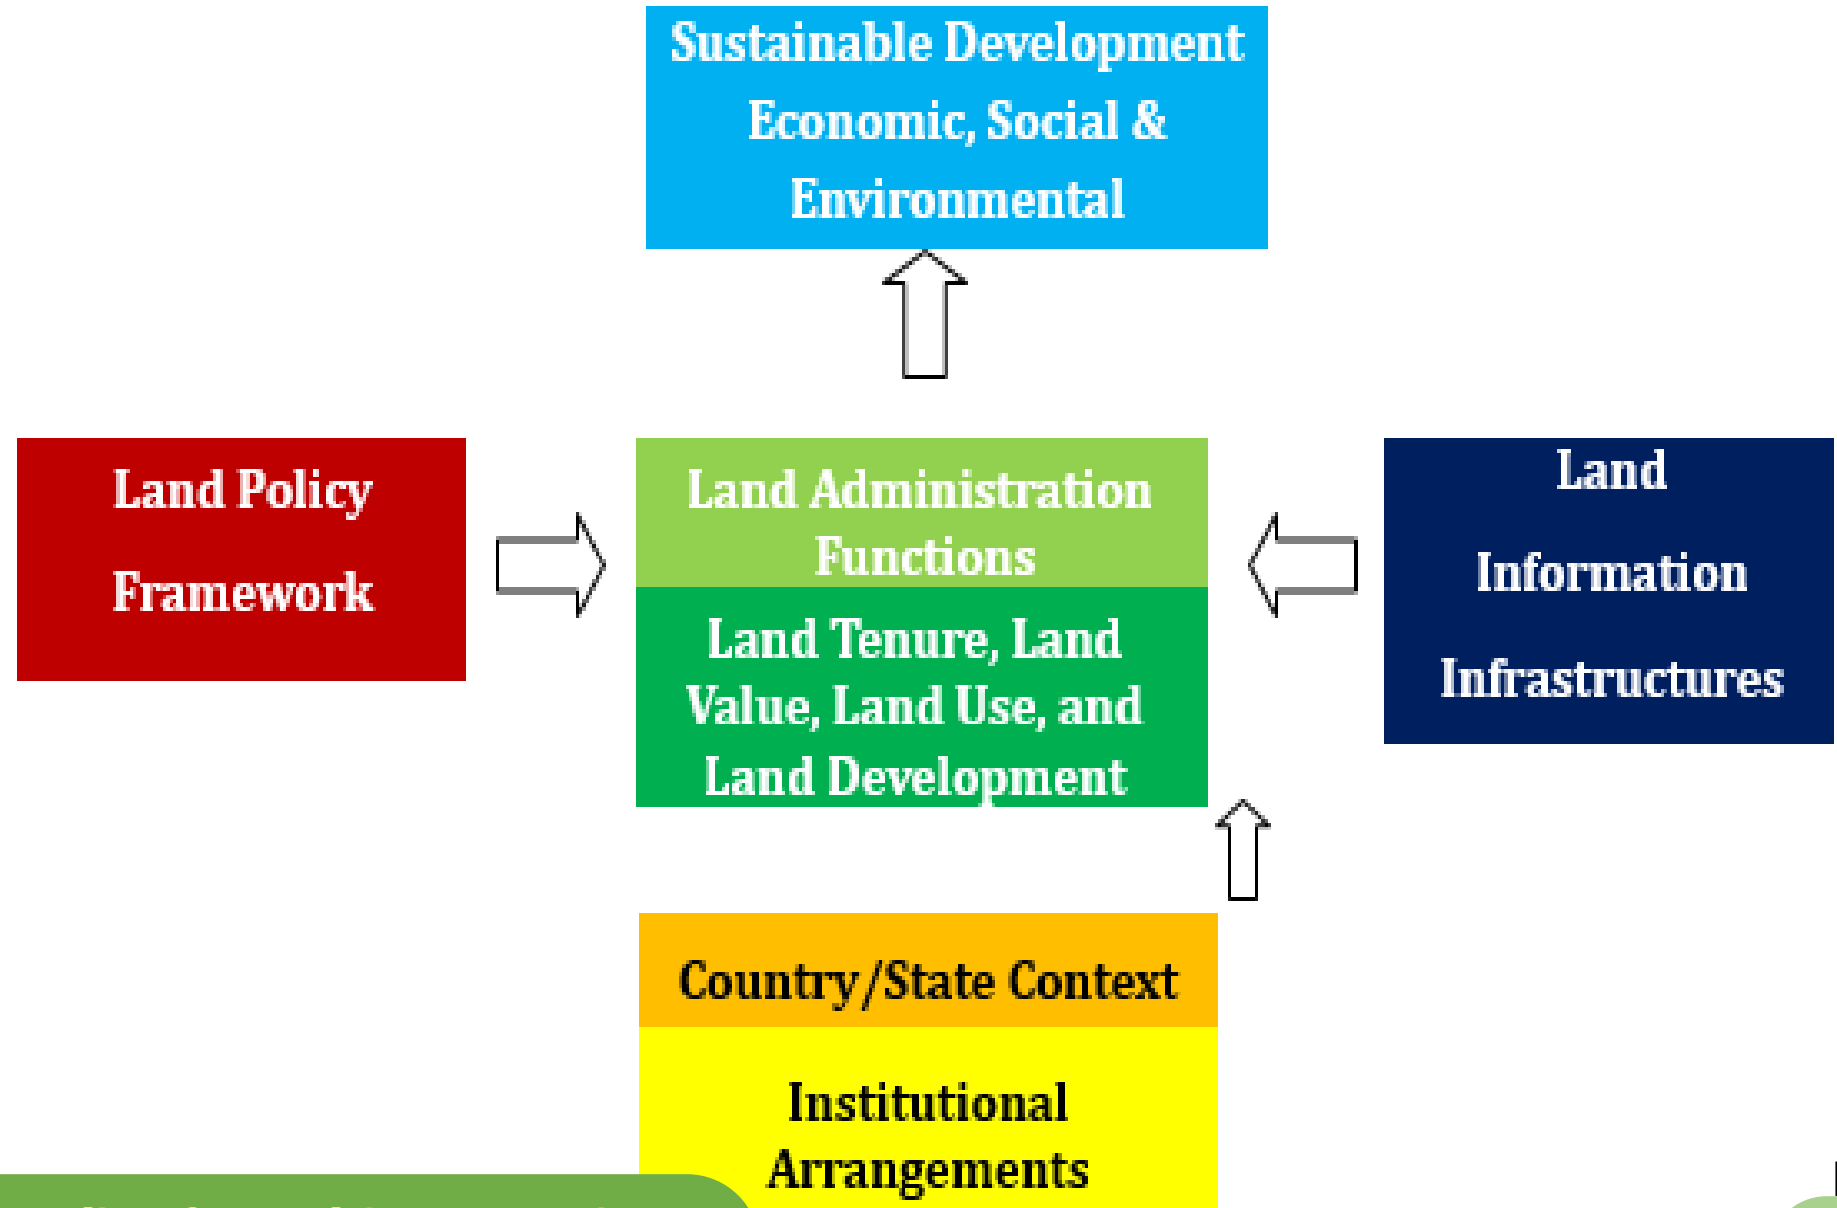 Sustainable Development
Economic, Social &
Environmental
Land Policy
Framework
Land Administration
Functions
Land Tenure, Land
Value, Land Use, and
Land Development
Land
Information
Infrastructures
Country/State Context
Institutional
Arrangements